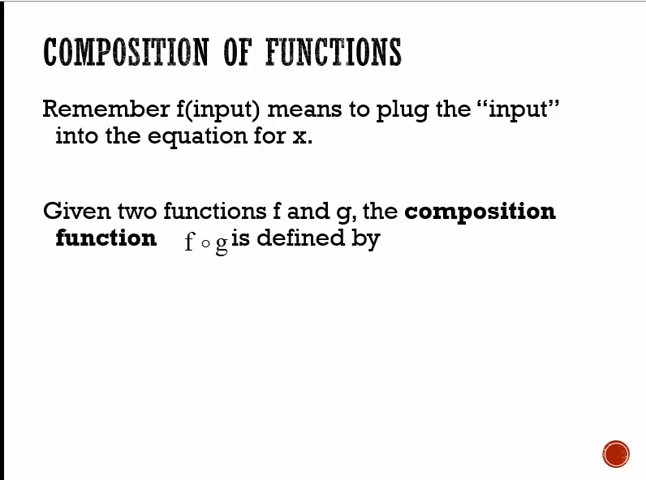 COMPOSITION OF FUNCTIONS
Remember f(input) means to plug the “input”
into the equation for x.
Given two functions f and g, the composition
function f ∘ g is defined by